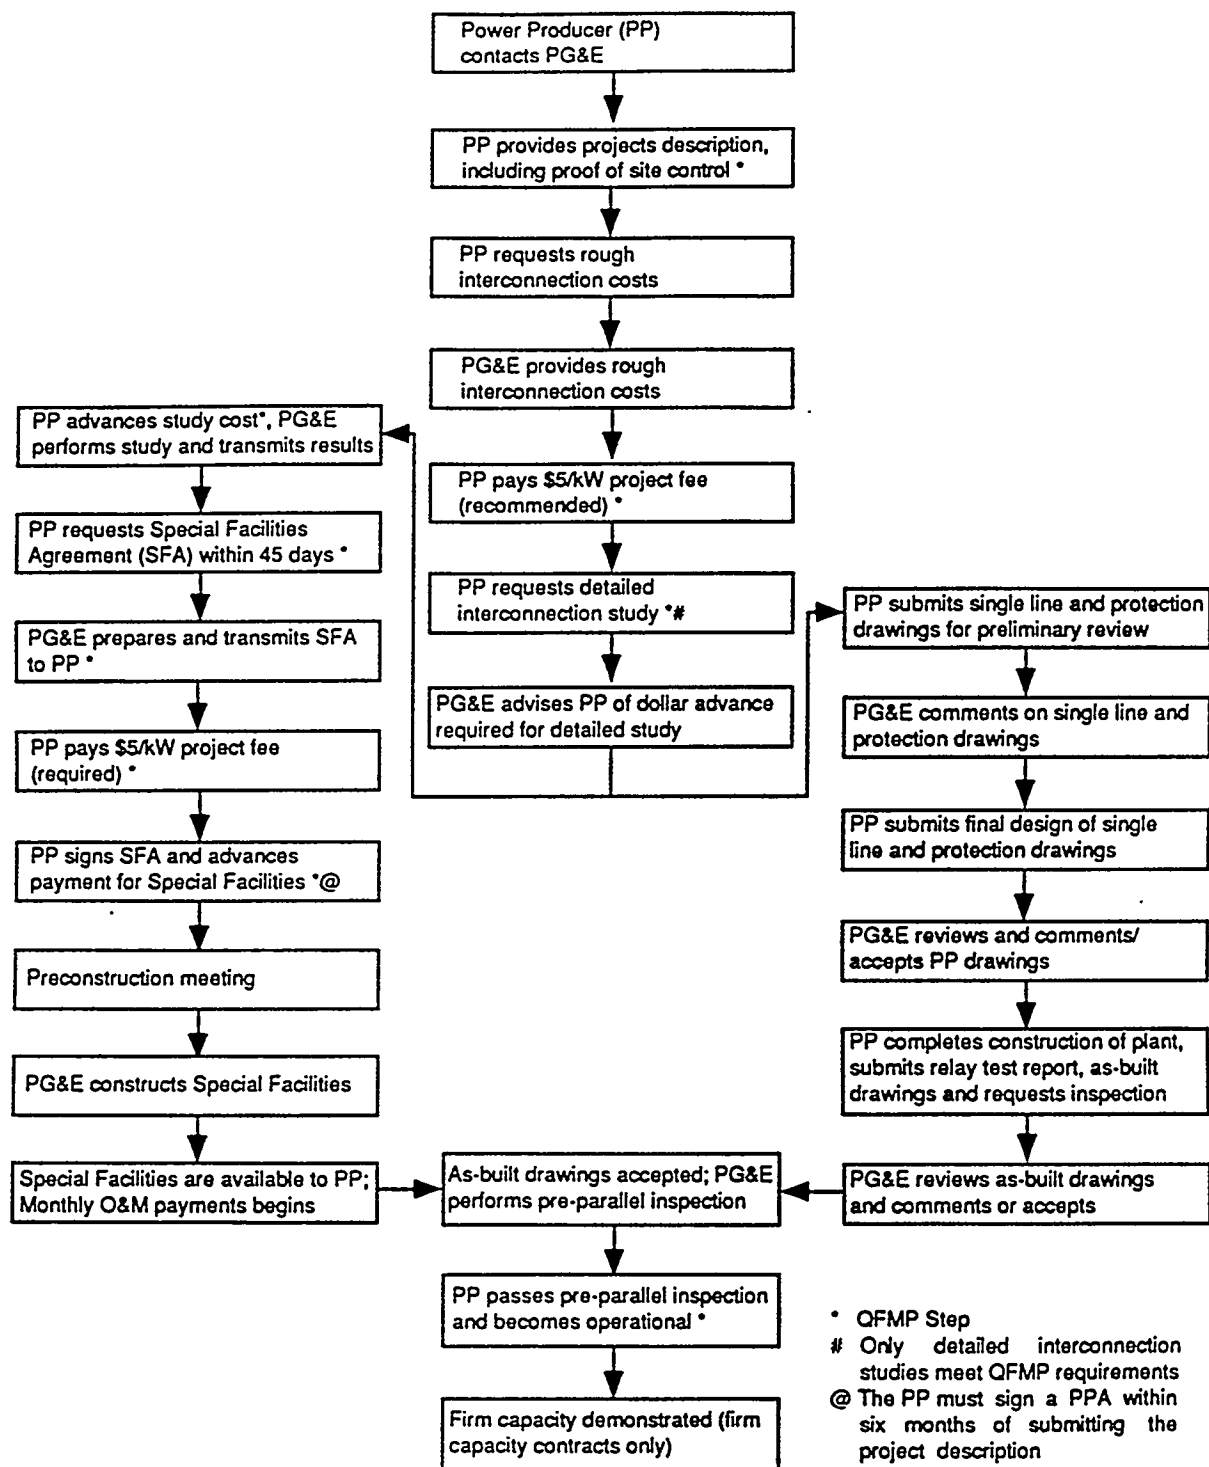 Power Producer (PP)
contacts PG&E
PP provides projects description,
including proof of site control *
PP requests rough
interconnection costs
PG&E provides rough
interconnection costs
PP pays $5/kW project fee
(recommended) *
PP requests detailed
interconnection study *#
PG&E advises PP of dollar advance
required for detailed study
PP advances study cost*, PG&E
performs study and transmits results
PP requests Special Facilities
Agreement (SFA) within 45 days *
PG&E prepares and transmits SFA
to PP *
PP pays $5/kW project fee
(required) *
PP signs SFA and advances
payment for Special Facilities *@
Preconstruction meeting
PG&E constructs Special Facilities
Special Facilities are available to PP;
Monthly O&M payments begins
PP submits single line and protection
drawings for preliminary review
PG&E comments on single line and
protection drawings
PP submits final design of single
line and protection drawings
PG&E reviews and comments/
accepts PP drawings
PP completes construction of plant,
submits relay test report, as-built
drawings and requests inspection
PG&E reviews as-built drawings
and comments or accepts
As-built drawings accepted; PG&E
performs pre-parallel inspection
PP passes pre-parallel inspection
and becomes operational *
Firm capacity demonstrated (firm
capacity contracts only)
* QFMP Step
# Only detailed interconnection
studies meet QFMP requirements
@ The PP must sign a PPA within
six months of submitting the
project description